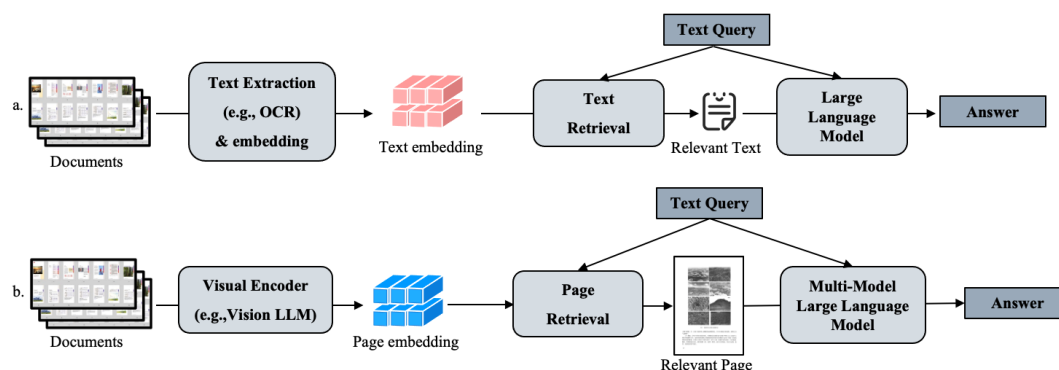 Text Query
a.
Documents
Text Extraction
(e.g., OCR)
& embedding
Text embedding
Text
Retrieval
Relevant Text
Large
Language
Model
Answer
Text Query
b.
Documents
Visual Encoder
(e.g.,Vision LLM)
Page embedding
Page
Retrieval
Relevant Page
Multi-Model
Large Language
Model
Answer